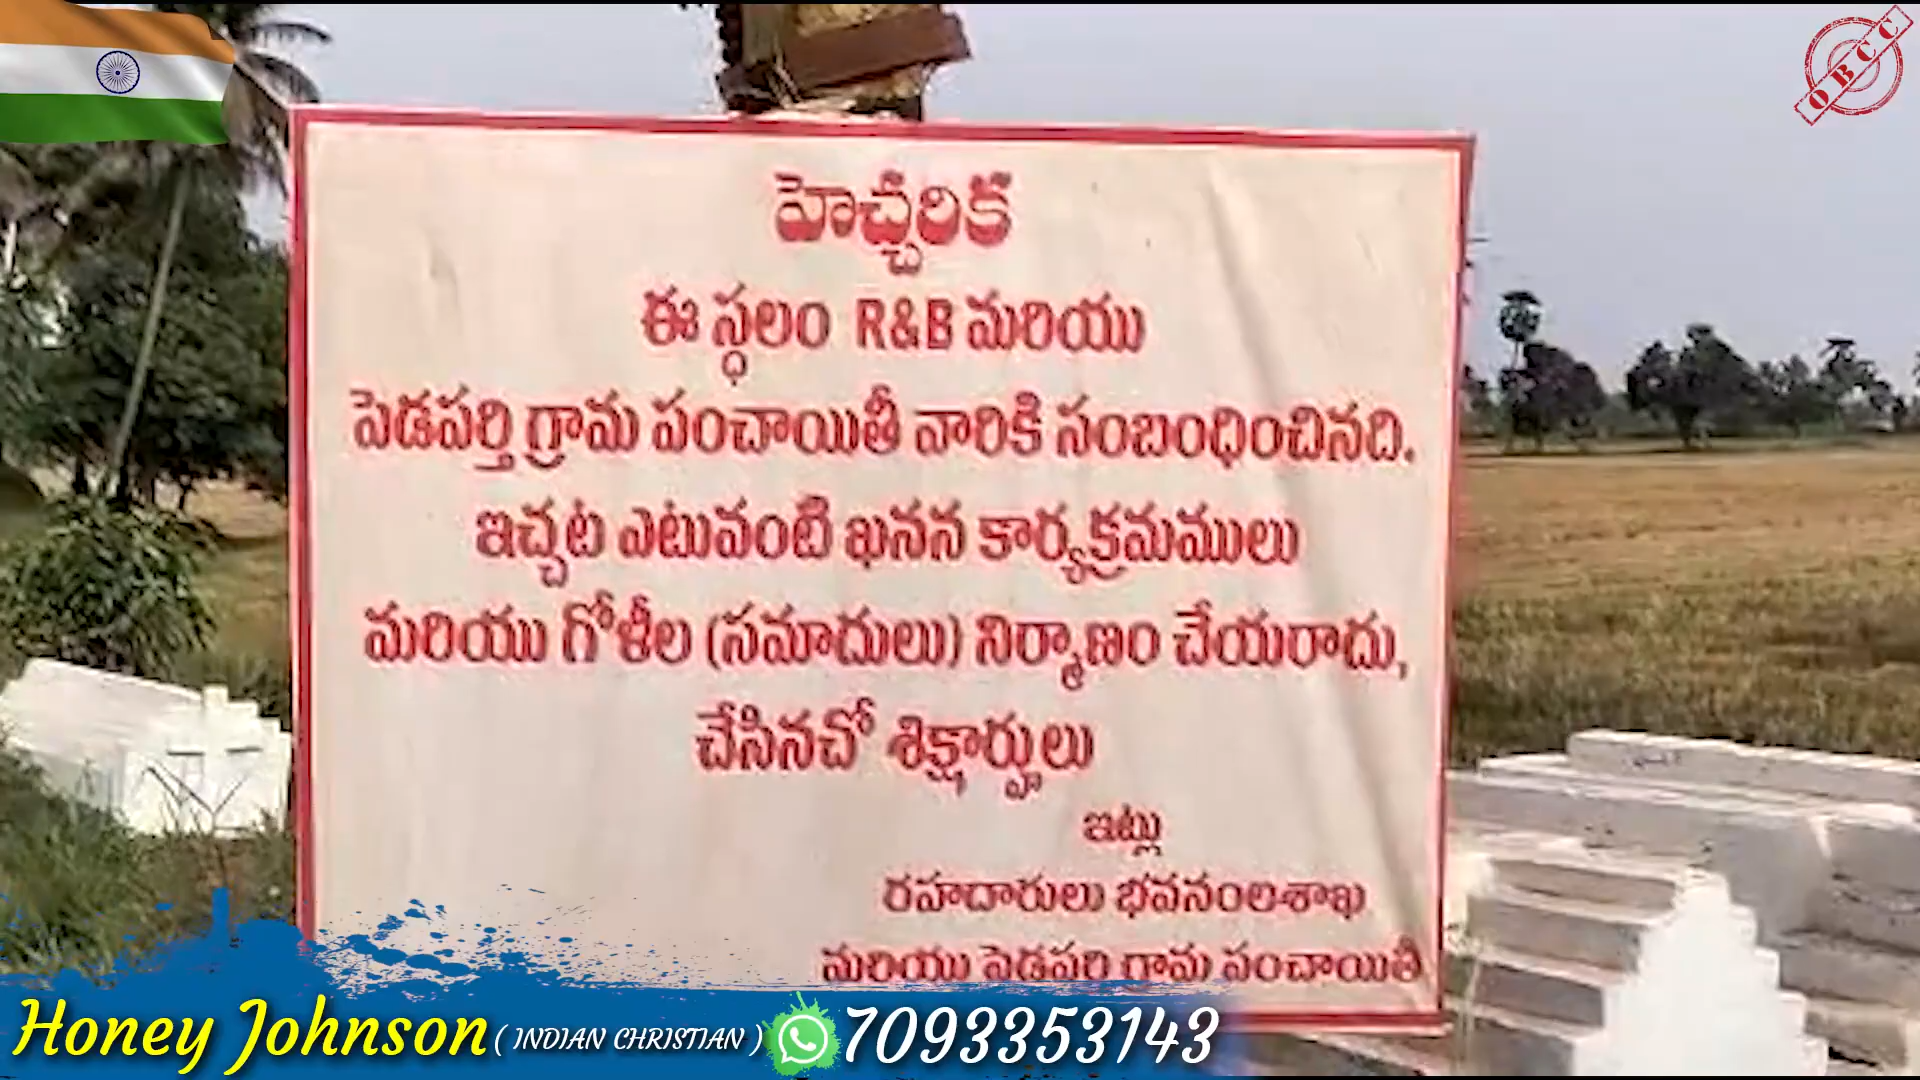 OBCC
హెచ్చరిక
ఈ స్థలం R&B మరియు
పెడపర్తి గ్రామ పంచాయితీ వారికి సంబంధించినది.
ఇచ్చట ఎటువంటి ఖనన కార్యక్రమములు
మరియు గోళీల (సమాదులు) నిర్మాణం చేయరాదు,
చేసినచో శిక్షార్హులు
ఇట్లు
రహదారులు భవనంలశాఖ
మరియు పెడపర్తి గ్రామ పంచాయితీ
Honey Johnson ( INDIAN CHRISTIAN ) 7093353143